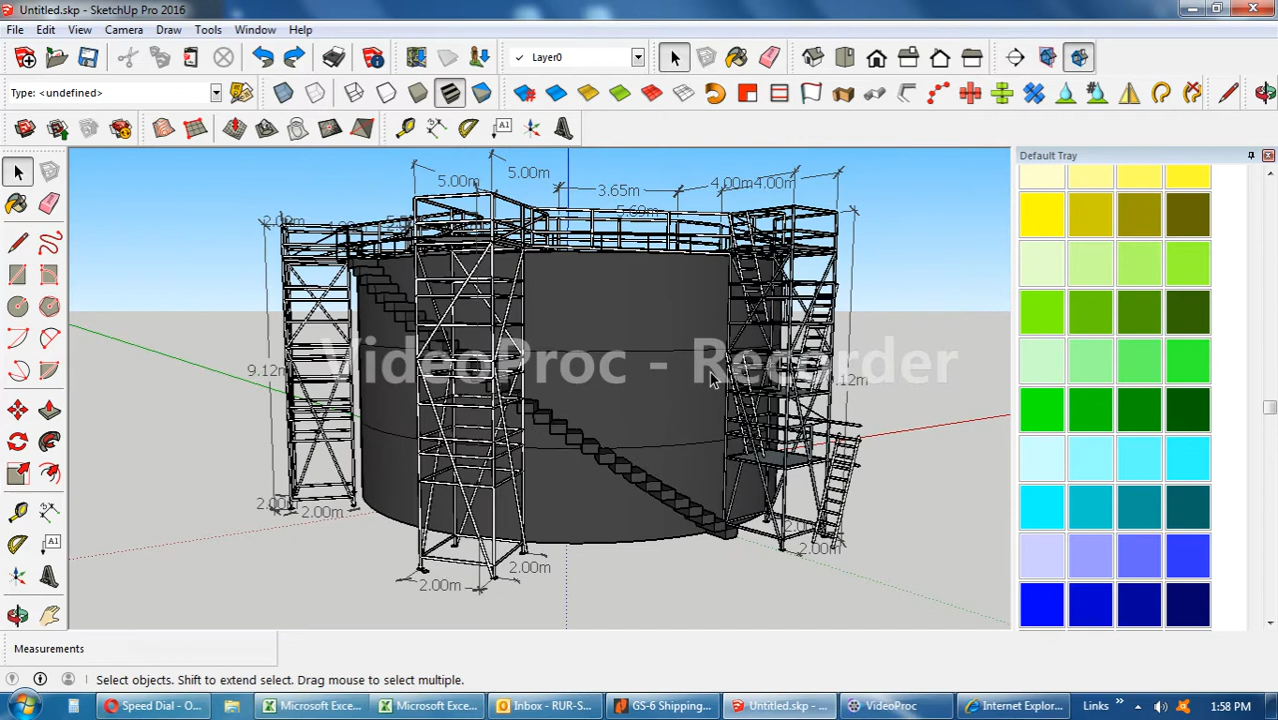 Untitled.skp - SketchUp Pro 2016
File Edit View Camera Draw Tools Window Help
Layer0
Type: <undefined>
A1
Default Tray
5.00m 5.00m 3.65m 4.00m 4.00m
5.69m
2.00m
VideoProc - Recorder
9.12m
2.00m 2.00m
2.00m 2.00m
2.00m
A1
Measurements
Select objects. Shift to extend select. Drag mouse to select multiple.
Speed Dial - O... Microsoft Exce... Microsoft Exce... Inbox - RUR-S... GS-6 Shipping... Untitled.skp - ... VideoProc Internet Explor... Links 1:58 PM